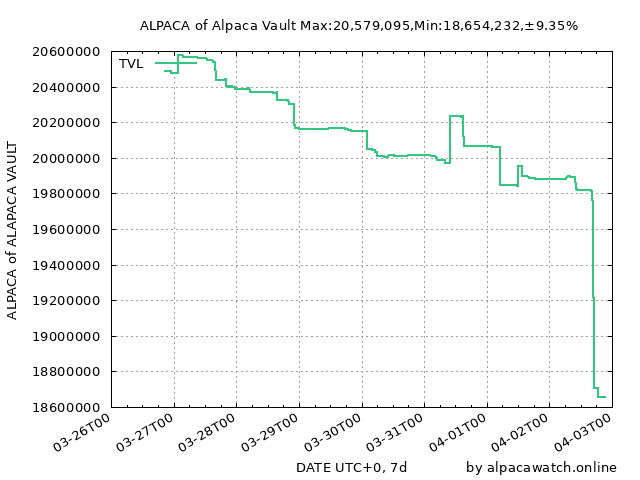 ALPACA of Alpaca Vault Max:20,579,095,Min:18,654,232,±9.35%
ALPACA of ALAPACA VAULT
TVL
20600000
20400000
20200000
20000000
19800000
19600000
19400000
19200000
19000000
18800000
18600000
03-26T00
03-27T00
03-28T00
03-29T00
03-30T00
03-31T00
04-01T00
04-02T00
04-03T00
DATE UTC+0, 7d
by alpacawatch.online